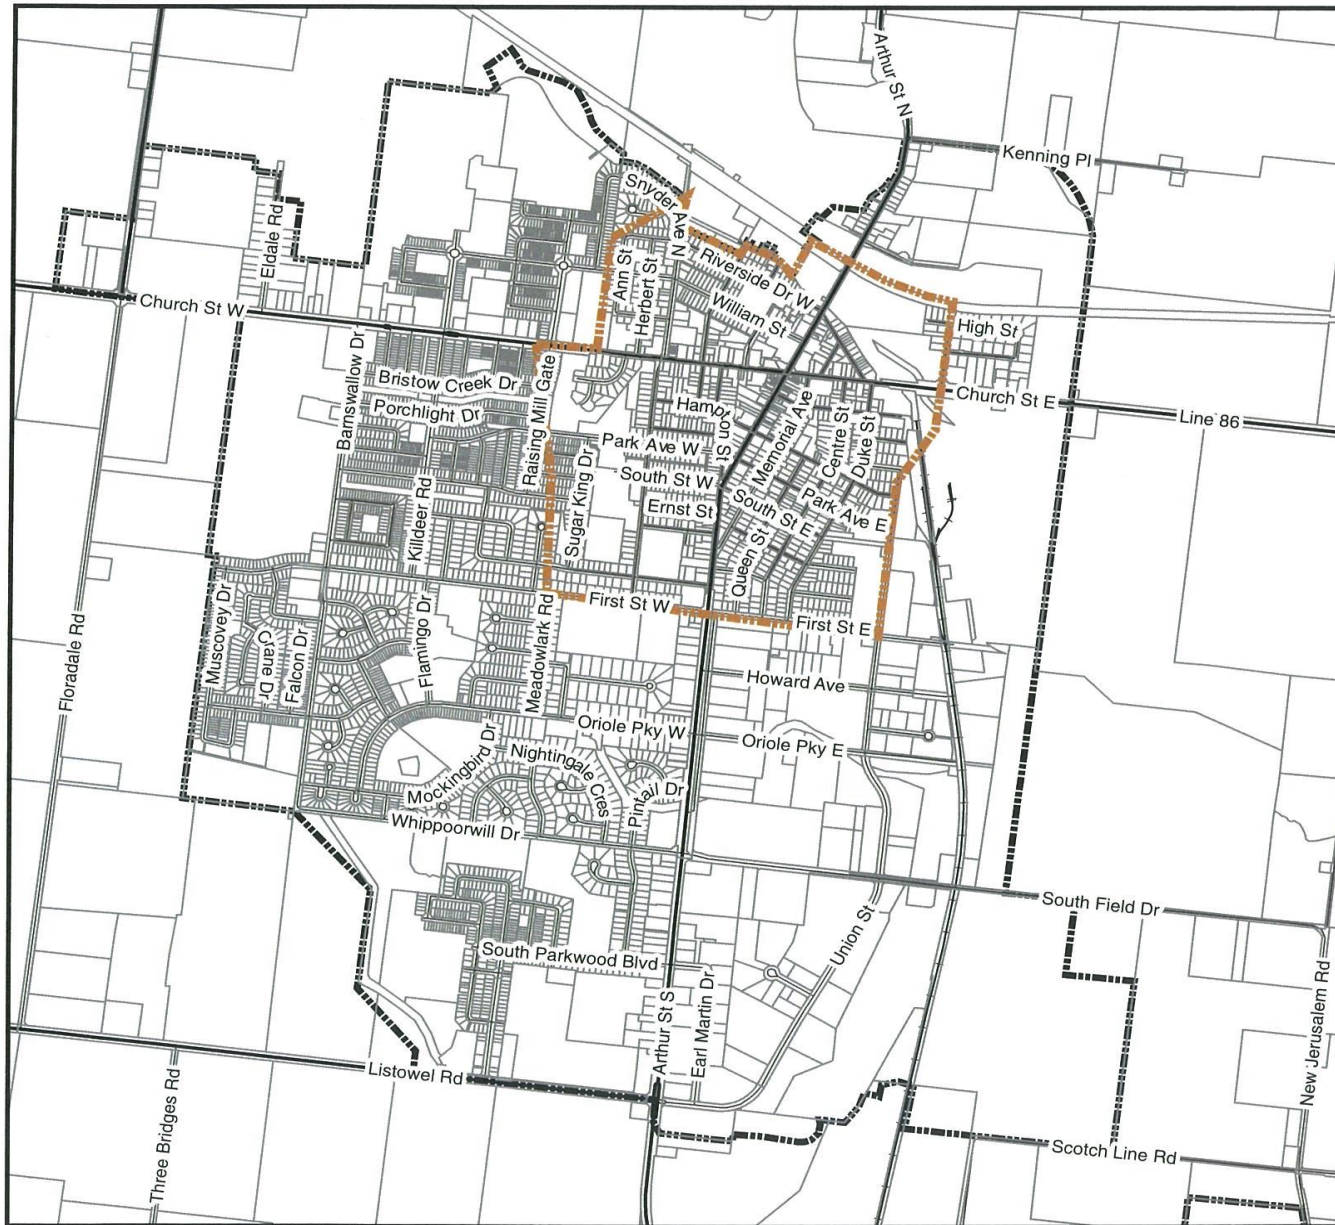 Arthur St N
Kenning Pl
Snyder Ave N
Eldale Rd
Ann St
Herbert St
Riverside Dr W
William St
Church St W
High St
Barnswallow Dr
Bristow Creek Dr
Porchlight Dr
Raising Mill Gate
Hampton St
Memorial Ave
Centre St
Duke St
Church St E
Line 86
Park Ave W
South St W
Ernst St
Sugar King Dr
Killdeer Rd
Queen St
South St E
Park Ave E
First St W
First St E
Floradale Rd
Muscovey Dr
Crane Dr
Falcon Dr
Flamingo Dr
Meadowlark Rd
Howard Ave
Oriole Pky W
Oriole Pky E
Mockingbird Dr
Nightingale Cres
Pintail Dr
Whippoorwill Dr
South Field Dr
Union St
South Parkwood Blvd
Arthur St S
Earl Martin Dr
New Jerusalem Rd
Listowel Rd
Three Bridges Rd
Scotch Line Rd